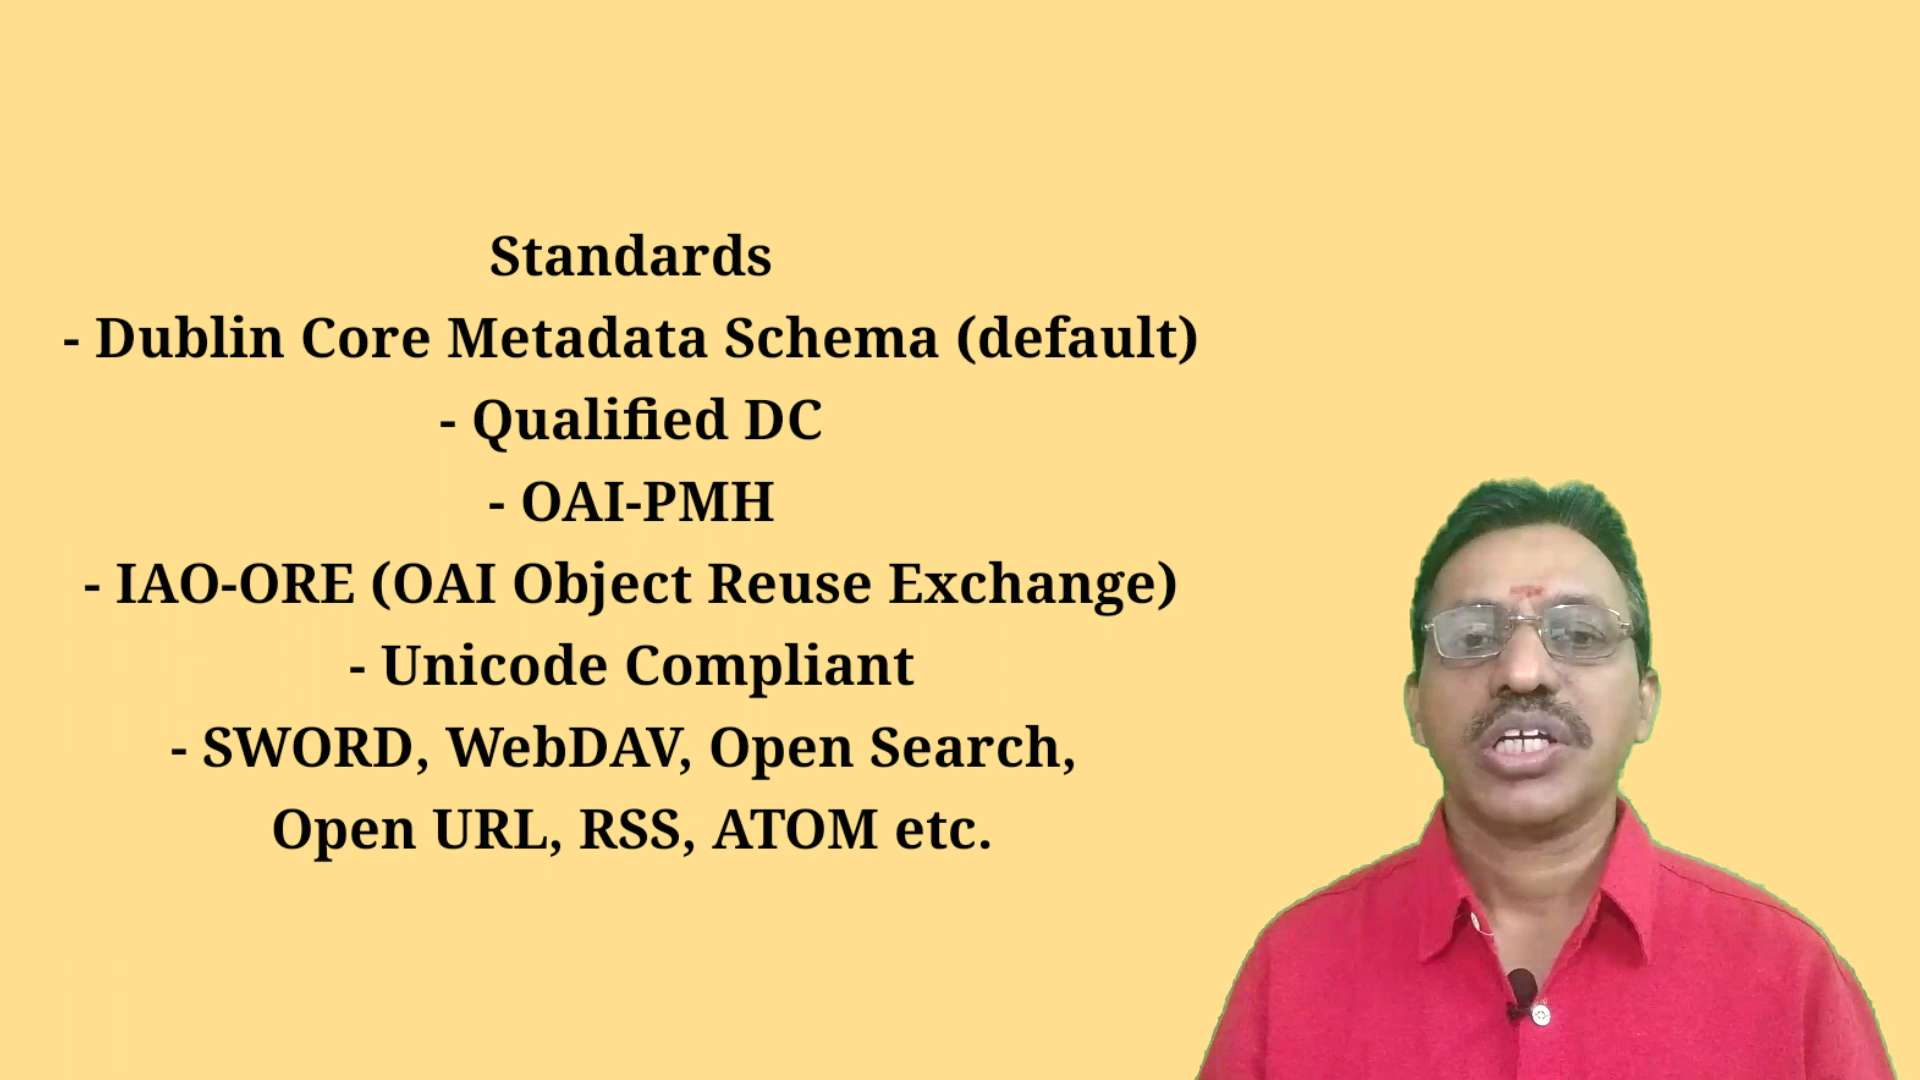 Standards
- Dublin Core Metadata Schema (default)
- Qualified DC
- OAI-PMH
- IAO-ORE (OAI Object Reuse Exchange)
- Unicode Compliant
- SWORD, WebDAV, Open Search,
Open URL, RSS, ATOM etc.